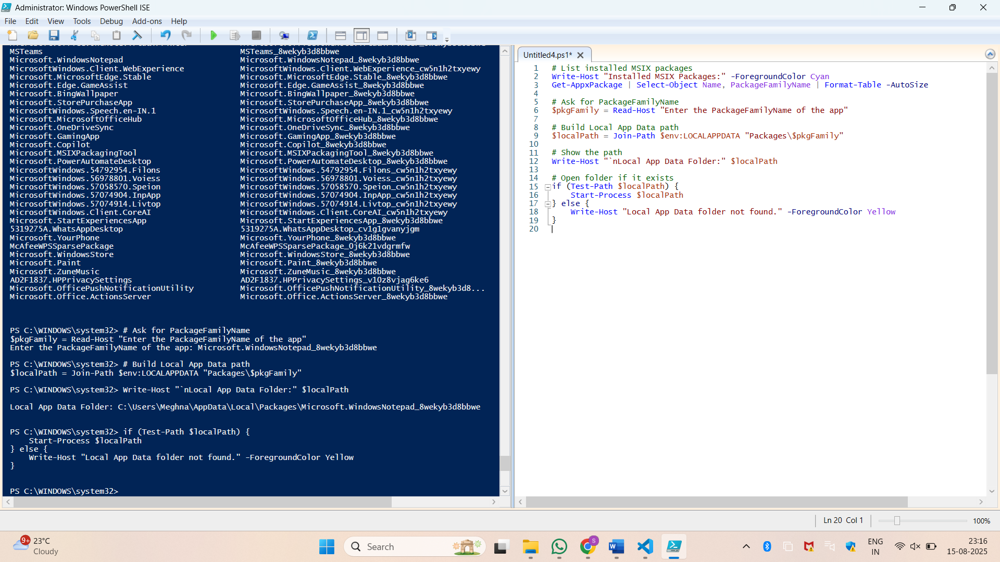 Administrator: Windows PowerShell ISE
File Edit View Tools Debug Add-ons Help
MSTeams MSTeams_8wekyb3d8bbwe
Microsoft.WindowsNotepad Microsoft.WindowsNotepad_8wekyb3d8bbwe
MicrosoftWindows.Client.WebExperience MicrosoftWindows.Client.WebExperience_cw5n1h2txyewy
Microsoft.MicrosoftEdge.Stable Microsoft.MicrosoftEdge.Stable_8wekyb3d8bbwe
Microsoft.Edge.GameAssist Microsoft.Edge.GameAssist_8wekyb3d8bbwe
Microsoft.BingWallpaper Microsoft.BingWallpaper_8wekyb3d8bbwe
Microsoft.StorePurchaseApp Microsoft.StorePurchaseApp_8wekyb3d8bbwe
MicrosoftWindows.Speech.en-IN.1 MicrosoftWindows.Speech.en-IN.1_cw5n1h2txyewy
Microsoft.MicrosoftOfficeHub Microsoft.MicrosoftOfficeHub_8wekyb3d8bbwe
Microsoft.OneDriveSync Microsoft.OneDriveSync_8wekyb3d8bbwe
Microsoft.GamingApp Microsoft.GamingApp_8wekyb3d8bbwe
Microsoft.Copilot Microsoft.Copilot_8wekyb3d8bbwe
Microsoft.MSIXPackagingTool Microsoft.MSIXPackagingTool_8wekyb3d8bbwe
Microsoft.PowerAutomateDesktop Microsoft.PowerAutomateDesktop_8wekyb3d8bbwe
MicrosoftWindows.54792954.Filons MicrosoftWindows.54792954.Filons_cw5n1h2txyewy
MicrosoftWindows.56978801.Voiess MicrosoftWindows.56978801.Voiess_cw5n1h2txyewy
MicrosoftWindows.57058570.Speion MicrosoftWindows.57058570.Speion_cw5n1h2txyewy
MicrosoftWindows.57074904.InpApp MicrosoftWindows.57074904.InpApp_cw5n1h2txyewy
MicrosoftWindows.57074914.Livtop MicrosoftWindows.57074914.Livtop_cw5n1h2txyewy
MicrosoftWindows.Client.CoreAI MicrosoftWindows.Client.CoreAI_cw5n1h2txyewy
Microsoft.StartExperiencesApp Microsoft.StartExperiencesApp_8wekyb3d8bbwe
5319275A.WhatsAppDesktop 5319275A.WhatsAppDesktop_cv1g1gvanyjgm
Microsoft.YourPhone Microsoft.YourPhone_8wekyb3d8bbwe
McAfeeWPSSparsePackage McAfeeWPSSparsePackage_0j6k21vdgrmfw
Microsoft.WindowsStore Microsoft.WindowsStore_8wekyb3d8bbwe
Microsoft.Paint Microsoft.Paint_8wekyb3d8bbwe
Microsoft.ZuneMusic Microsoft.ZuneMusic_8wekyb3d8bbwe
AD2F1837.HPPrivacySettings AD2F1837.HPPrivacySettings_v10z8vjag6ke6
Microsoft.OfficePushNotificationUtility Microsoft.OfficePushNotificationUtility_8wekyb3d8...
Microsoft.Office.ActionsServer Microsoft.Office.ActionsServer_8wekyb3d8bbwe
PS C:\WINDOWS\system32> # Ask for PackageFamilyName
$pkgFamily = Read-Host "Enter the PackageFamilyName of the app"
Enter the PackageFamilyName of the app: Microsoft.WindowsNotepad_8wekyb3d8bbwe
PS C:\WINDOWS\system32> # Build Local App Data path
$localPath = Join-Path $env:LOCALAPPDATA "Packages\$pkgFamily"
PS C:\WINDOWS\system32> Write-Host "`nLocal App Data Folder:" $localPath
Local App Data Folder: C:\Users\Meghna\AppData\Local\Packages\Microsoft.WindowsNotepad_8wekyb3d8bbwe
PS C:\WINDOWS\system32> if (Test-Path $localPath) {
Start-Process $localPath
} else {
Write-Host "Local App Data folder not found." -ForegroundColor Yellow
}
PS C:\WINDOWS\system32>
Untitled4.ps1*
1 # List installed MSIX packages
2 Write-Host "Installed MSIX Packages:" -ForegroundColor Cyan
3 Get-AppxPackage | Select-Object Name, PackageFamilyName | Format-Table -AutoSize
4
5 # Ask for PackageFamilyName
6 $pkgFamily = Read-Host "Enter the PackageFamilyName of the app"
7
8 # Build Local App Data path
9 $localPath = Join-Path $env:LOCALAPPDATA "Packages\$pkgFamily"
10
11 # Show the path
12 Write-Host "`nLocal App Data Folder:" $localPath
13
14 # Open folder if it exists
15 if (Test-Path $localPath) {
16 Start-Process $localPath
17 } else {
18 Write-Host "Local App Data folder not found." -ForegroundColor Yellow
19 }
20
Ln 20 Col 1 100%
9+ 23°C
Cloudy
Search
S
ENG
IN
23:16
15-08-2025